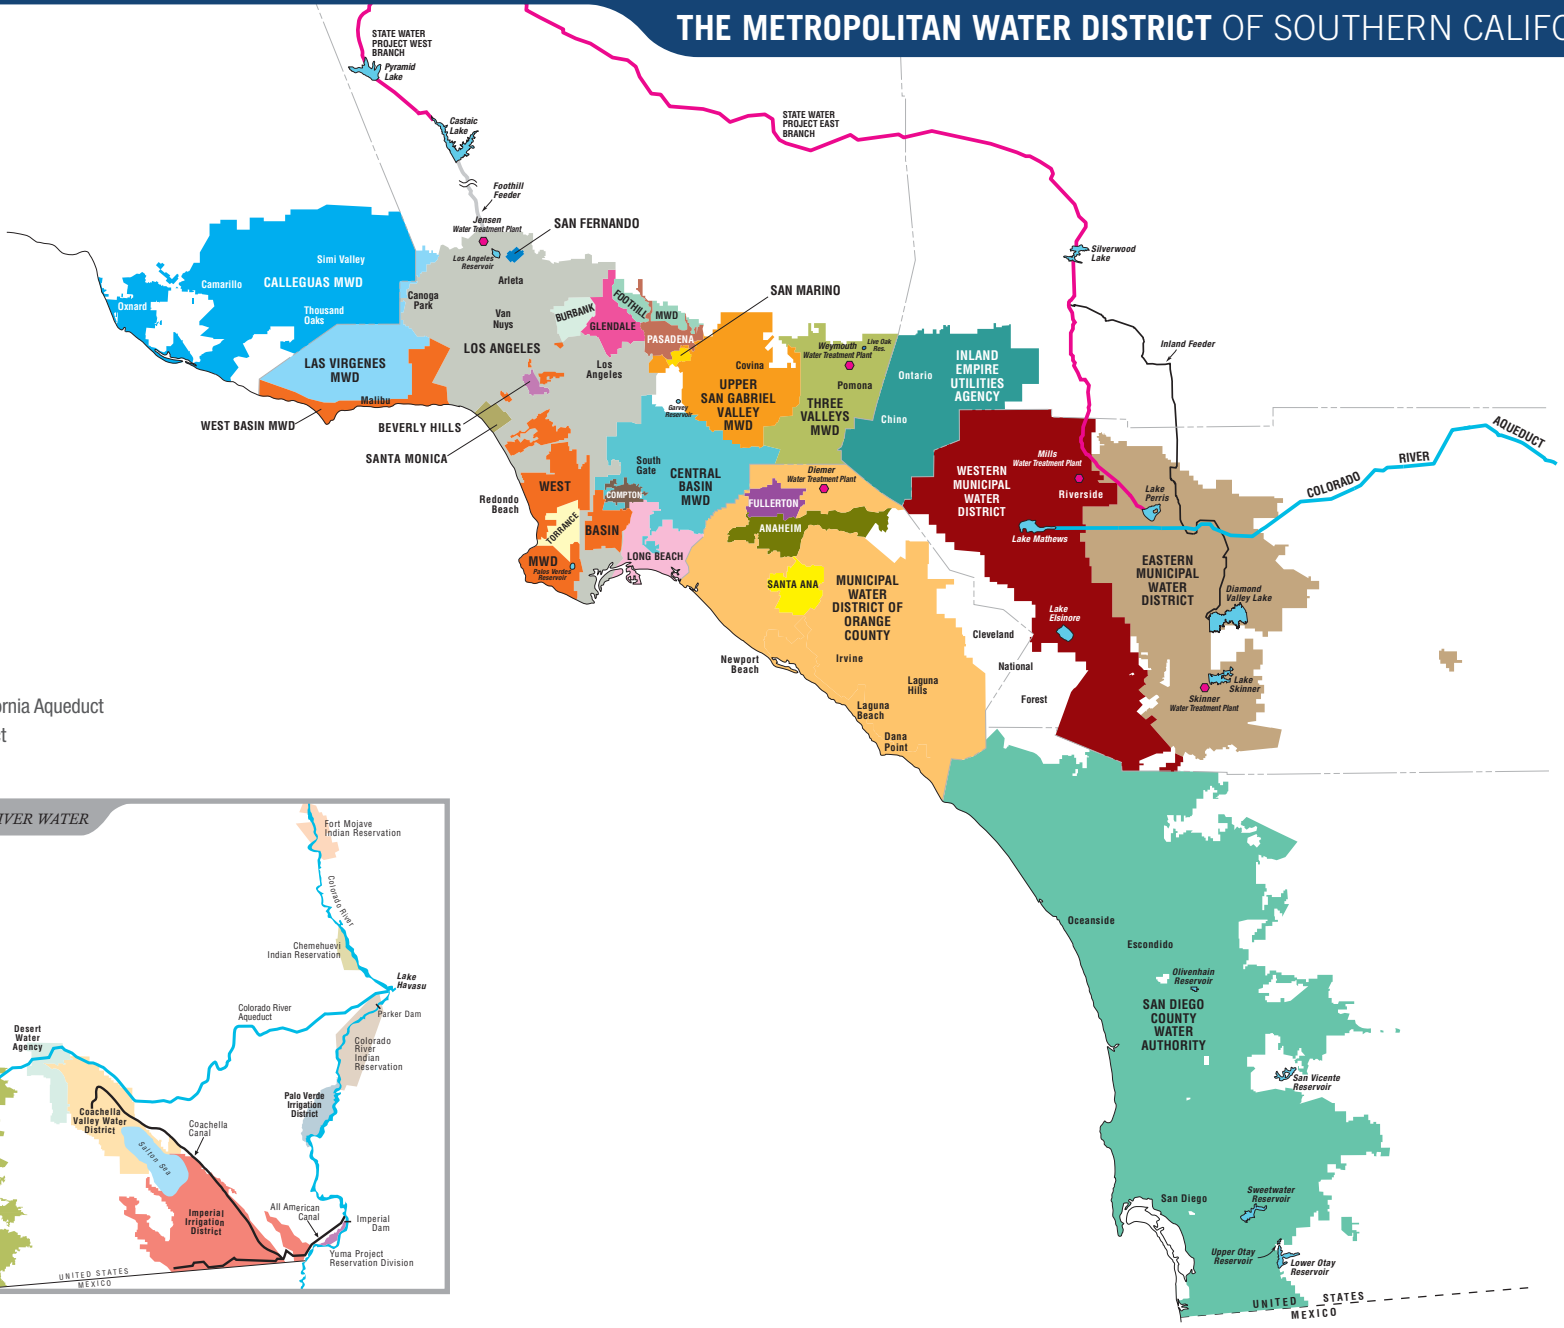 THE METROPOLITAN WATER DISTRICT OF SOUTHERN CALIFO
STATE WATER
PROJECT WEST
BRANCH
Pyramid
Lake
Castaic
Lake
STATE WATER
PROJECT EAST
BRANCH
Foothill
Feeder
Jensen
Water Treatment Plant
SAN FERNANDO
Los Angeles
Reservoir
Silverwood
Lake
Simi Valley
Camarillo
CALLEGUAS MWD
Oxnard
Thousand
Oaks
Arleta
Canoga
Park
Van
Nuys
LOS ANGELES
Los
Angeles
BURBANK
GLENDALE
FOOTHILL
MWD
PASADENA
SAN MARINO
LAS VIRGENES
MWD
Malibu
WEST BASIN MWD
BEVERLY HILLS
SANTA MONICA
Garvey
Reservoir
Covina
UPPER
SAN GABRIEL
VALLEY
MWD
Weymouth
Water Treatment Plant
Live Oak
Res.
Pomona
THREE
VALLEYS
MWD
INLAND
EMPIRE
UTILITIES
AGENCY
Ontario
Chino
Inland Feeder
COLORADO
RIVER
AQUEDUCT
Redondo
Beach
WEST
BASIN
MWD
TORRANCE
Palos Verdes
Reservoir
South
Gate
COMPTON
CENTRAL
BASIN
MWD
LONG BEACH
Diemer
Water Treatment Plant
FULLERTON
ANAHEIM
SANTA ANA
MUNICIPAL
WATER
DISTRICT OF
ORANGE
COUNTY
Irvine
Newport
Beach
Laguna
Hills
Laguna
Beach
Dana
Point
WESTERN
MUNICIPAL
WATER
DISTRICT
Mills
Water Treatment Plant
Riverside
Lake
Perris
Lake Mathews
EASTERN
MUNICIPAL
WATER
DISTRICT
Diamond
Valley Lake
Lake
Elsinore
Cleveland
National
Forest
Lake
Skinner
Skinner
Water Treatment Plant
Oceanside
Escondido
Olivenhain
Reservoir
SAN DIEGO
COUNTY
WATER
AUTHORITY
San Vicente
Reservoir
San Diego
Sweetwater
Reservoir
Upper Otay
Reservoir
Lower Otay
Reservoir
UNITED STATES
MEXICO
rnia Aqueduct
ct
IVER WATER
Fort Mojave
Indian Reservation
Colorado River
Chemehuevi
Indian Reservation
Lake
Havasu
Colorado River
Aqueduct
Parker Dam
Colorado
River
Indian
Reservation
Desert
Water
Agency
Palo Verde
Irrigation
District
Coachella
Valley Water
District
Coachella
Canal
Salton Sea
Imperial
Irrigation
District
All American
Canal
Imperial
Dam
Yuma Project
Reservation Division
UNITED STATES
MEXICO